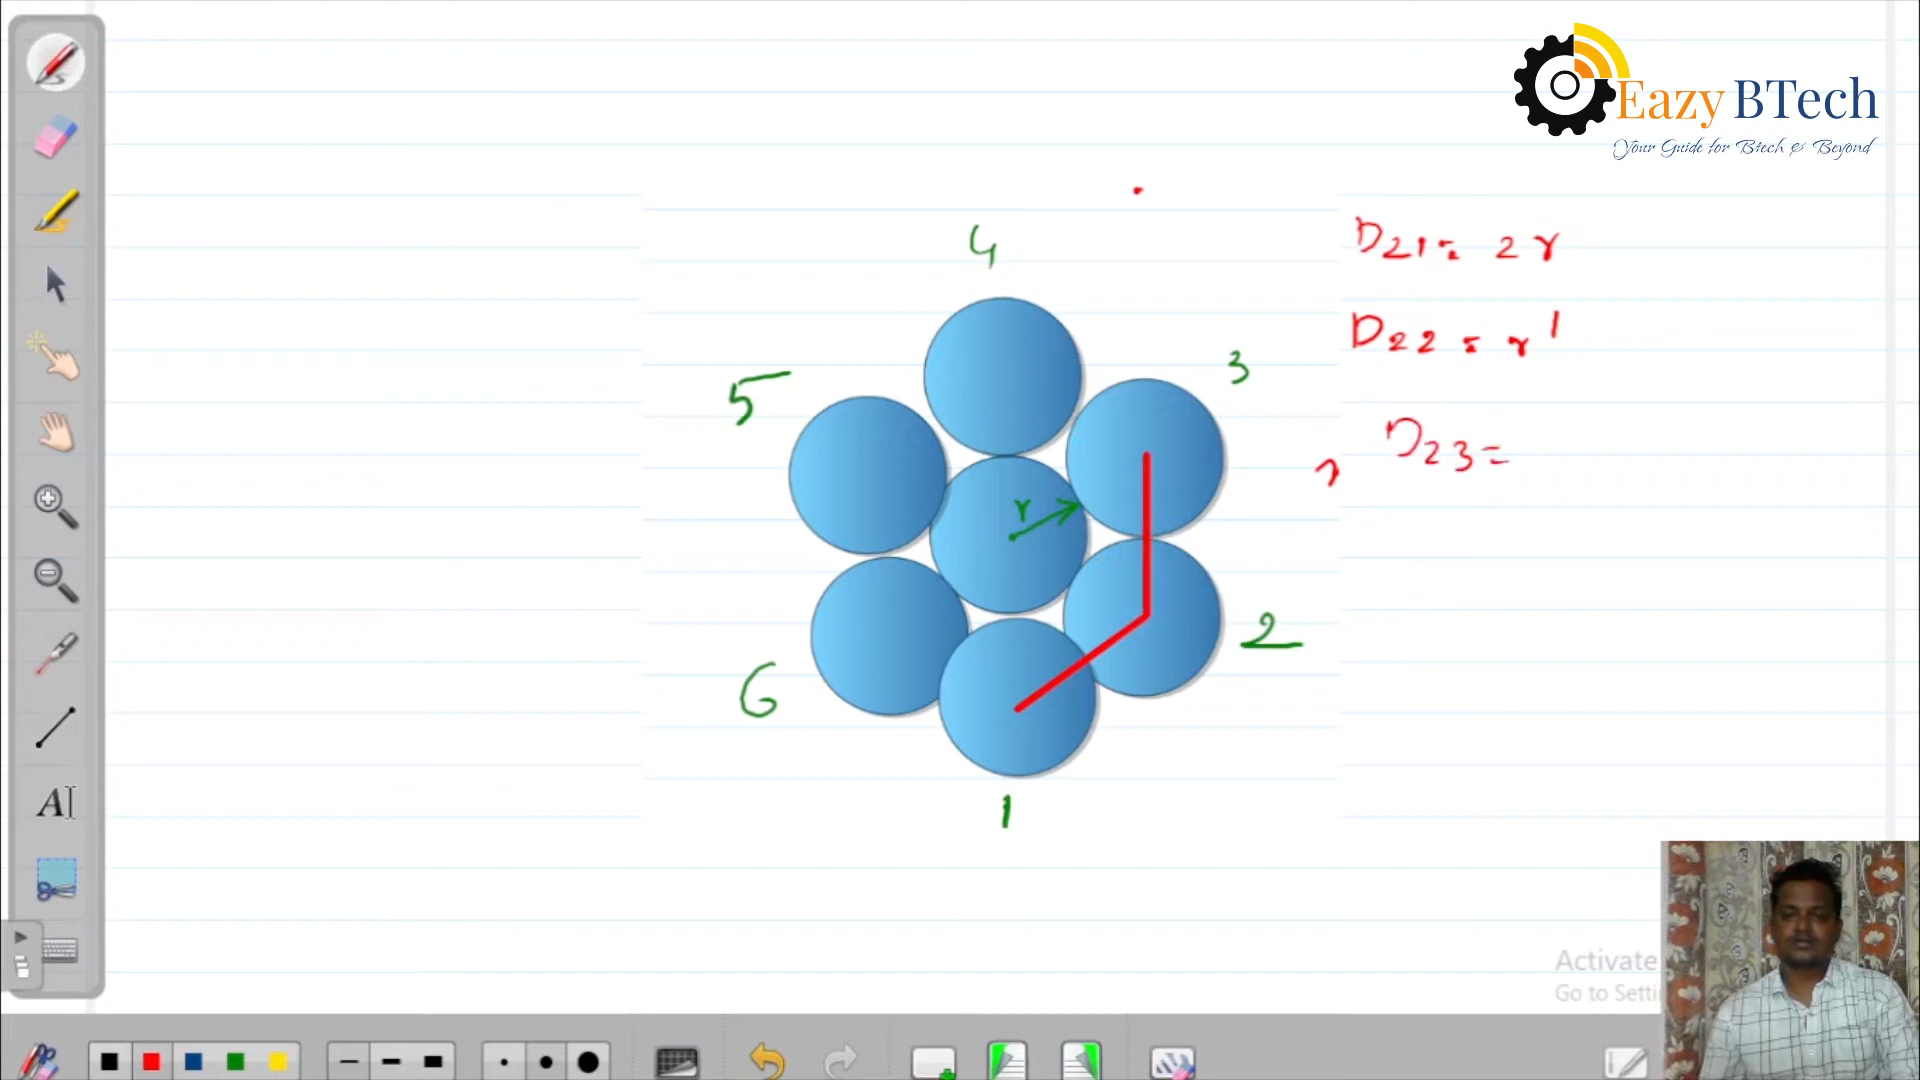 Eazy BTech
Your Guide for Btech & Beyond
4
D21 = 2r
D22 = r'
3
5
D23 =
r
2
6
1
Activate
Go to Setti
A